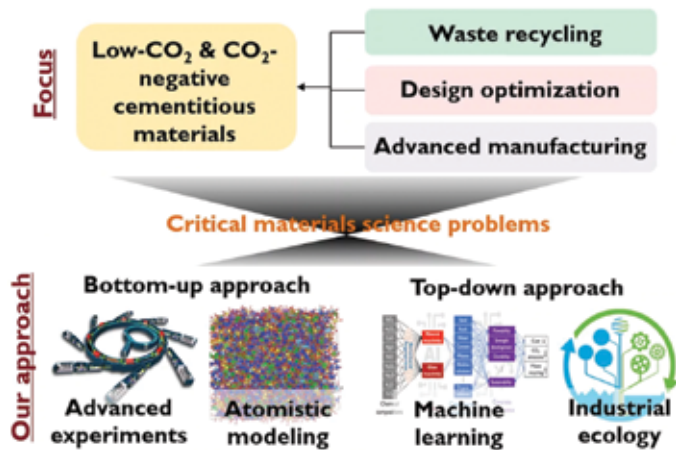 Focus
Low-CO₂ & CO₂-
negative
cementitious
materials
Waste recycling
Design optimization
Advanced manufacturing
Critical materials science problems
Our approach
Bottom-up approach
Top-down approach
Advanced
experiments
Atomistic
modeling
AI
Machine
learning
Industrial
ecology